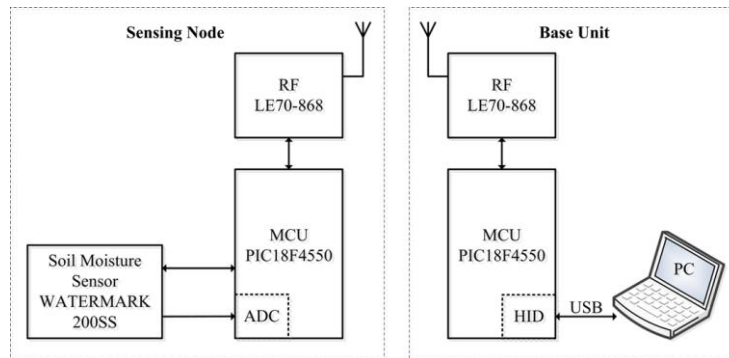 Sensing Node
RF
LE70-868
MCU
PIC18F4550
Soil Moisture
Sensor
WATERMARK
200SS
ADC
Base Unit
RF
LE70-868
MCU
PIC18F4550
HID
USB
PC